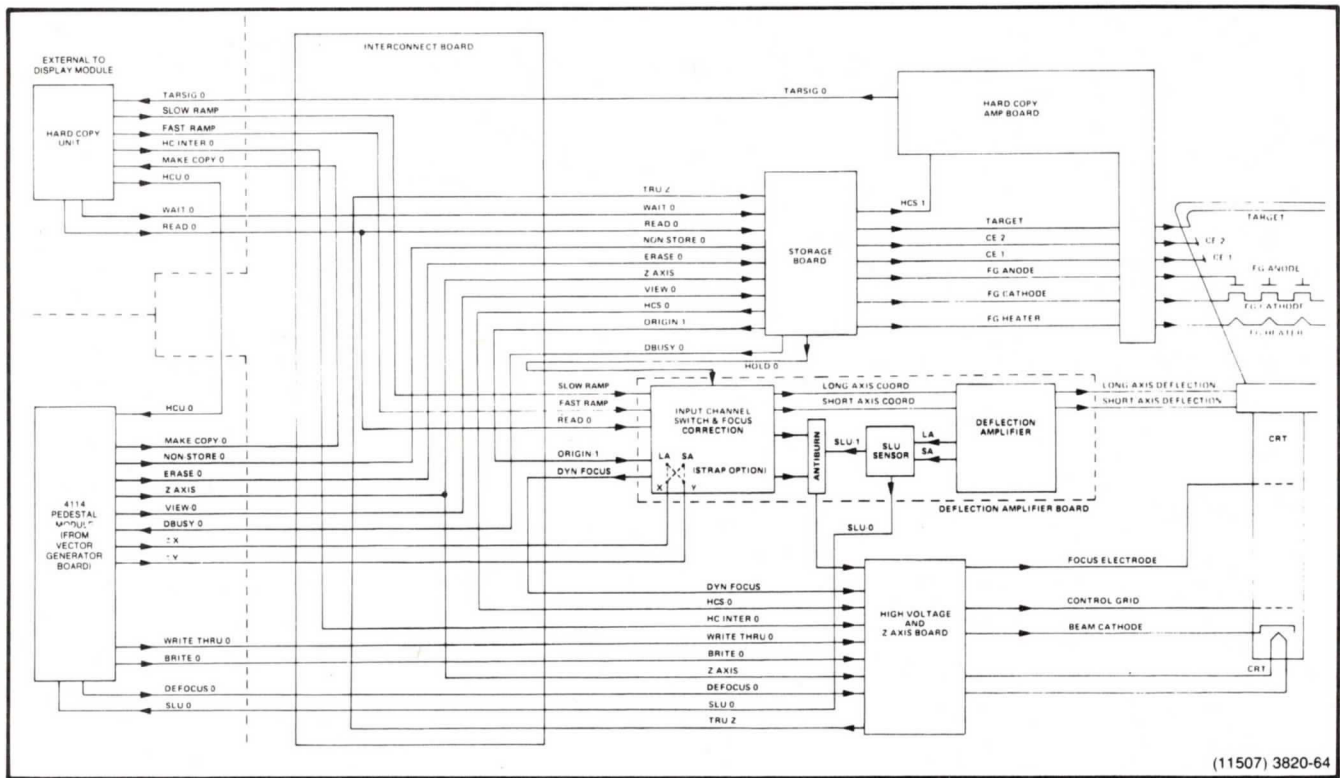 INTERCONNECT BOARD
EXTERNAL TO
DISPLAY MODULE
HARD COPY
UNIT
TARSIG 0
SLOW RAMP
FAST RAMP
HC INTER 0
MAKE COPY 0
HCU 0
WAIT 0
READ 0
TARSIG 0
HARD COPY
AMP BOARD
TRU Z
WAIT 0
READ 0
NON STORE 0
ERASE 0
Z AXIS
VIEW 0
HCS 0
ORIGIN 1
DBUSY 0
HOLD 0
STORAGE
BOARD
HCS 1
TARGET
CE 2
CE 1
FG ANODE
FG CATHODE
FG HEATER
TARGET
CE 2
CE 1
FG ANODE
FG CATHODE
FG HEATER
SLOW RAMP
FAST RAMP
READ 0
ORIGIN 1
DYN FOCUS
INPUT CHANNEL
SWITCH & FOCUS
CORRECTION
LA SA
(STRAP OPTION)
X Y
LONG AXIS COORD
SHORT AXIS COORD
ANTIBURN
SLU 1
SLU
SENSOR
LA
SA
DEFLECTION
AMPLIFIER
LONG AXIS DEFLECTION
SHORT AXIS DEFLECTION
DEFLECTION AMPLIFIER BOARD
CRT
HCU 0
MAKE COPY 0
NON STORE 0
ERASE 0
Z AXIS
VIEW 0
DBUSY 0
X
Y
4114
PEDESTAL
MODULE
(FROM
VECTOR
GENERATOR
BOARD)
WRITE THRU 0
BRITE 0
DEFOCUS 0
SLU 0
SLU 0
DYN FOCUS
HCS 0
HC INTER 0
WRITE THRU 0
BRITE 0
Z AXIS
DEFOCUS 0
TRU Z
HIGH VOLTAGE
AND
Z AXIS BOARD
FOCUS ELECTRODE
CONTROL GRID
BEAM CATHODE
CRT
(11507) 3820-64